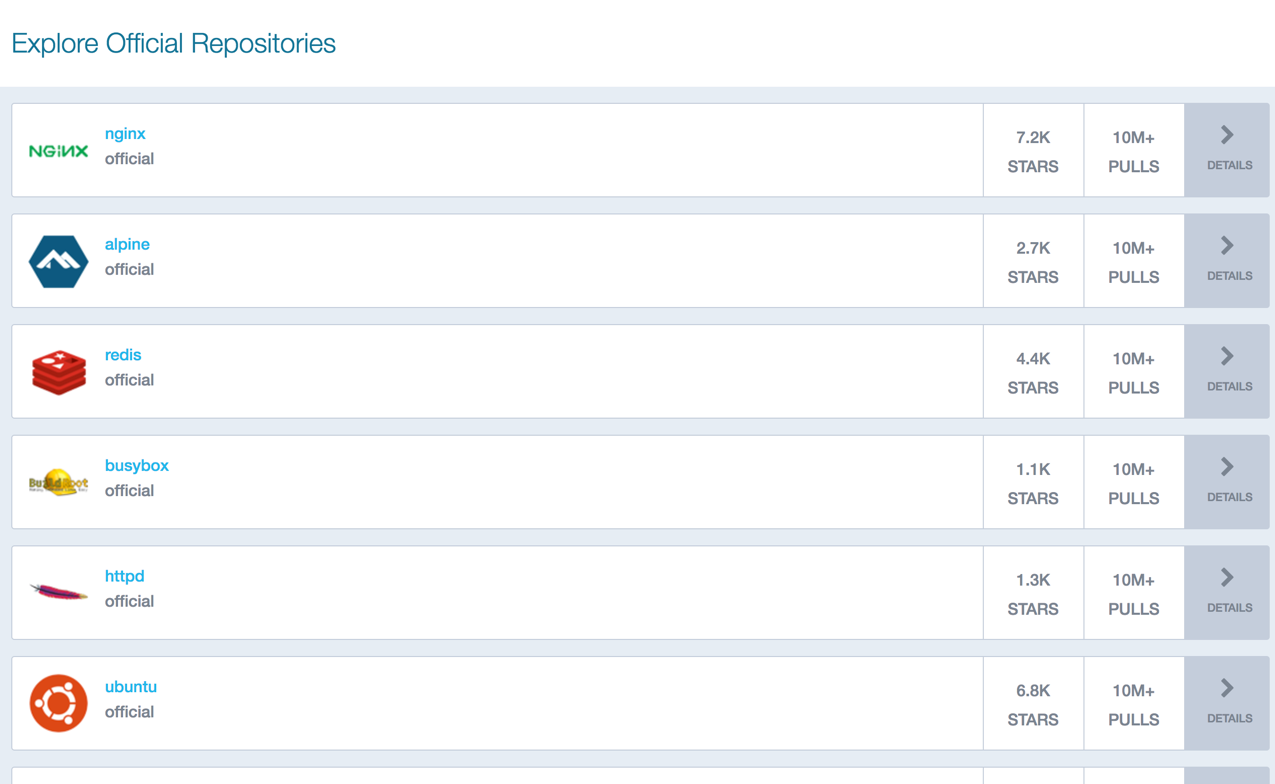 Explore Official Repositories
NGINX
nginx
official
7.2K
STARS
10M+
PULLS
DETAILS
alpine
official
2.7K
STARS
10M+
PULLS
DETAILS
redis
official
4.4K
STARS
10M+
PULLS
DETAILS
busybox
official
1.1K
STARS
10M+
PULLS
DETAILS
httpd
official
1.3K
STARS
10M+
PULLS
DETAILS
ubuntu
official
6.8K
STARS
10M+
PULLS
DETAILS